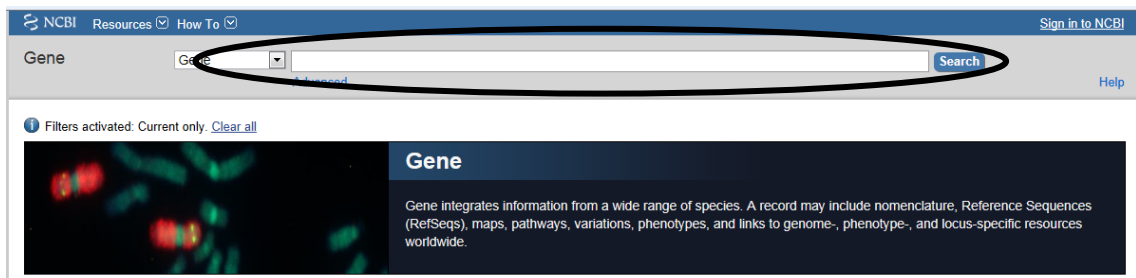 NCBI Resources How To Sign in to NCBI
Gene Gene Search
Advanced Help
Filters activated: Current only. Clear all
Gene
Gene integrates information from a wide range of species. A record may include nomenclature, Reference Sequences
(RefSeqs), maps, pathways, variations, phenotypes, and links to genome-, phenotype-, and locus-specific resources
worldwide.